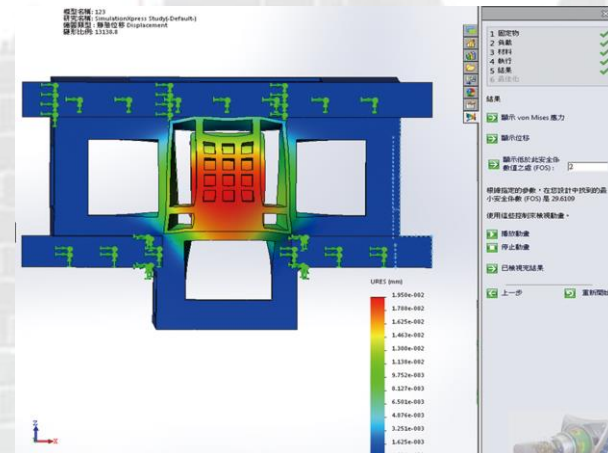 模型名稱: 123
研究名稱: SimulationXpress Study(-Default-)
繪圖類型: 靜態位移 Displacement
變形比例: 13138.8
URES (mm)
1.950e-002
1.788e-002
1.625e-002
1.463e-002
1.300e-002
1.138e-002
9.752e-003
8.127e-003
6.501e-003
4.876e-003
3.251e-003
1.625e-003
1 固定物
2 負載
3 材料
4 執行
5 結果
6 最佳化
結果
顯示 von Mises 應力
顯示位移
顯示低於此安全係
數值之處 (FOS): 2
根據指定的參數,在您設計中找到的最
小安全係數 (FOS) 是 29.6109
使用這些控制來檢視動畫。
播放動畫
停止動畫
已檢視完結果
上一步
重新開始